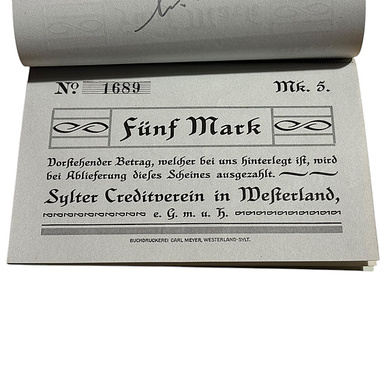 Nº 1689 Mk. 5.
Fünf Mark
Vorstehender Betrag, welcher bei uns hinterlegt ist, wird
bei Ablieferung dieses Scheines ausgezahlt.
Sylter Creditverein in Westerland,
e. G. m. u. H.
BUCHDRUCKEREI CARL MEYER, WESTERLAND-SYLT.